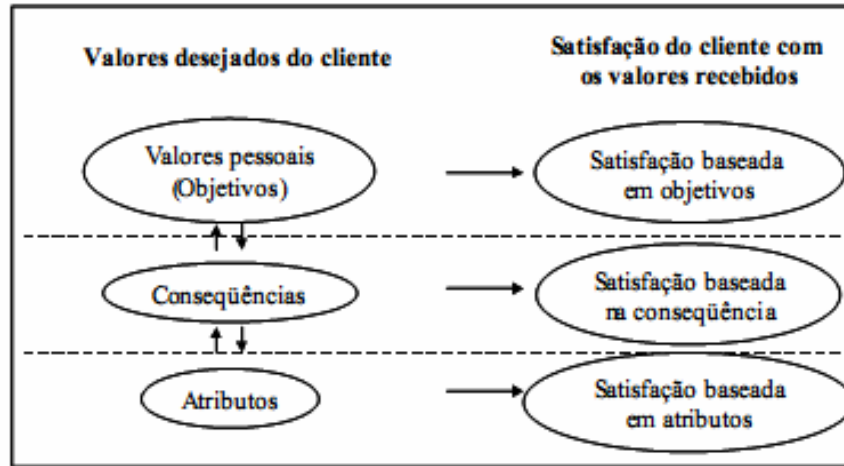 Valores desejados do cliente
Satisfação do cliente com
os valores recebidos
Valores pessoais
(Objetivos)
Satisfação baseada
em objetivos
Conseqüências
Satisfação baseada
na conseqüência
Atributos
Satisfação baseada
em atributos